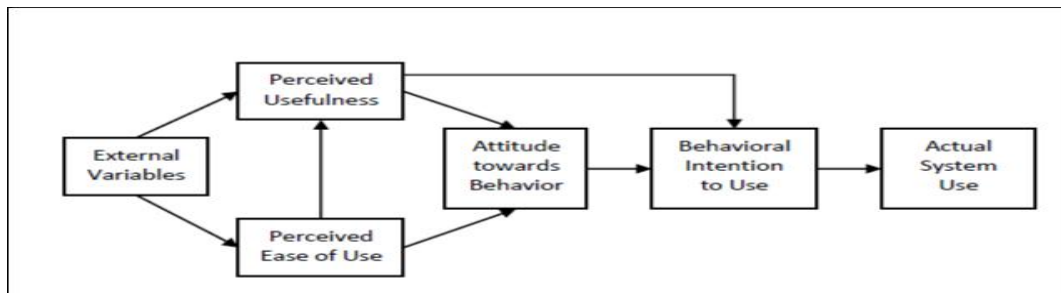 Perceived
Usefulness
External
Variables
Perceived
Ease of Use
Attitude
towards
Behavior
Behavioral
Intention
to Use
Actual
System
Use